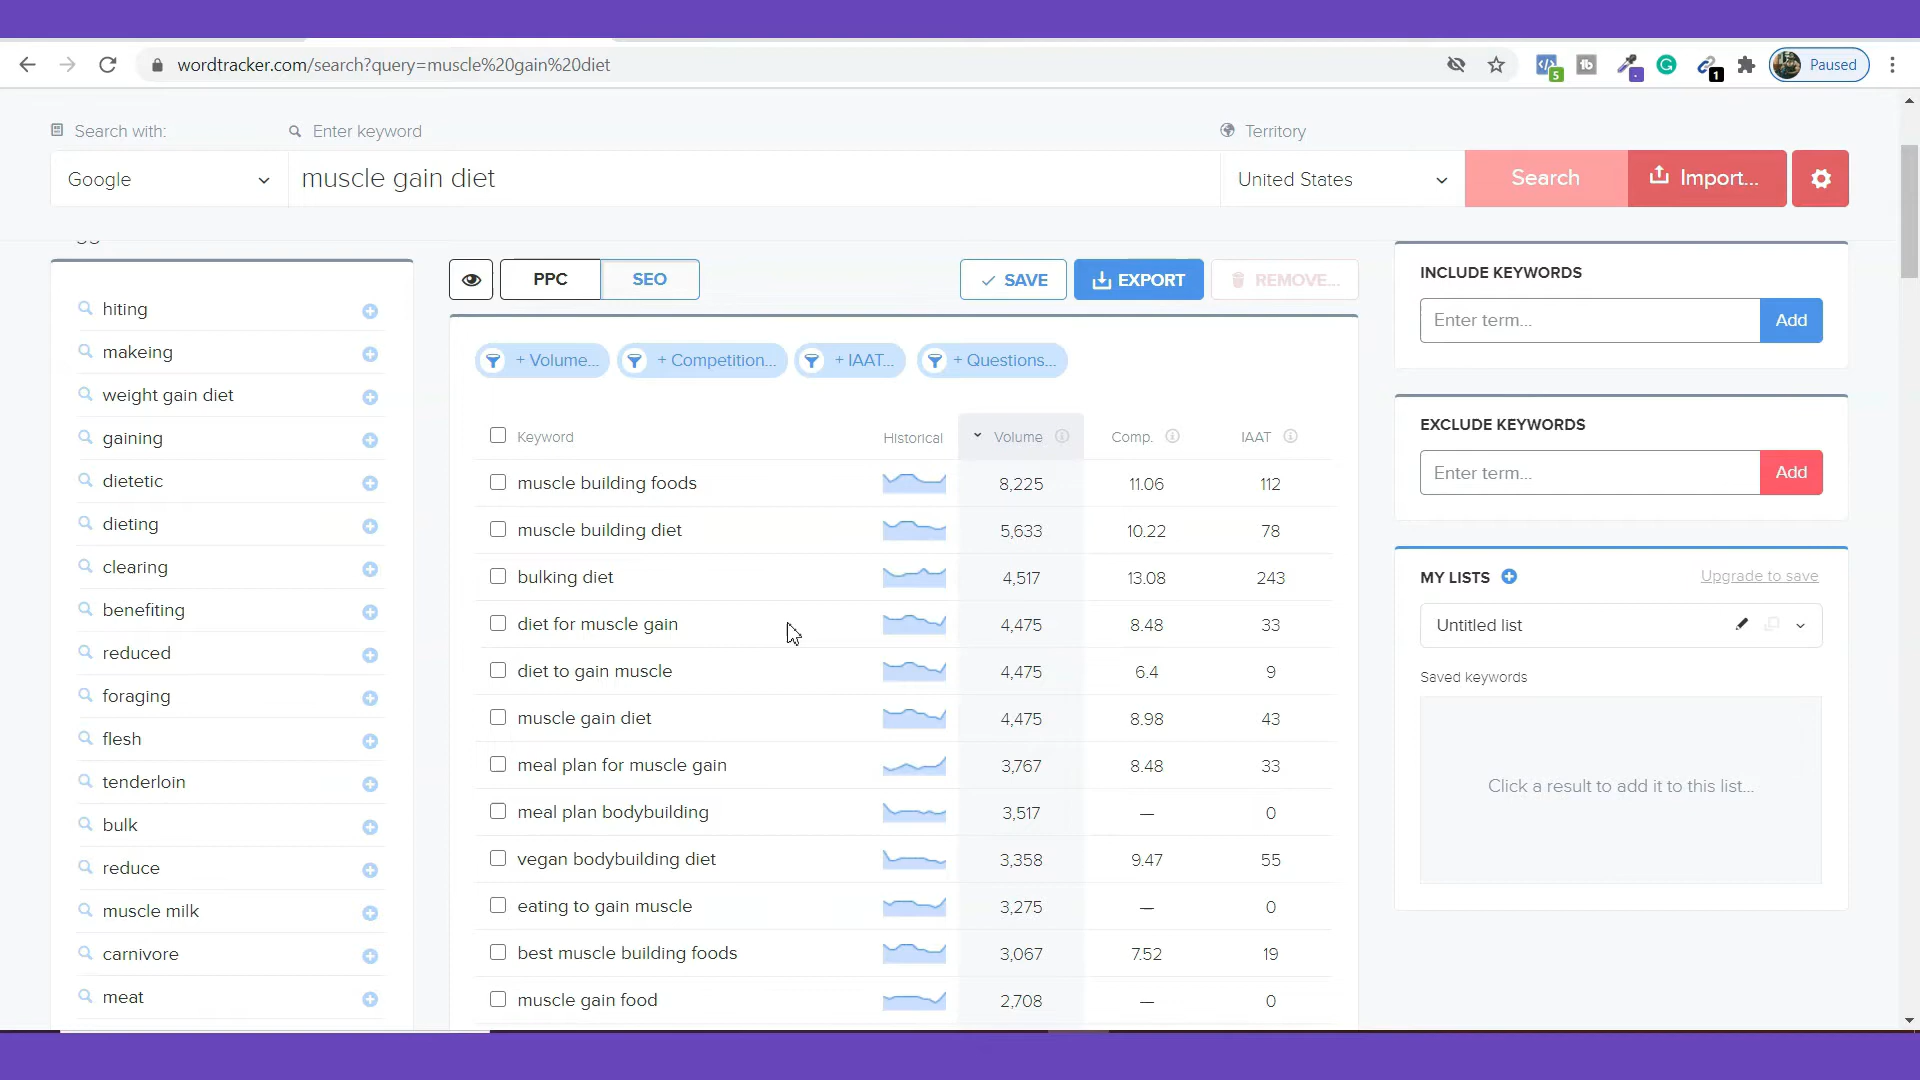 wordtracker.com/search?query=muscle%20gain%20diet
5
1
Paused
Search with:
Enter keyword
Territory
Google
muscle gain diet
United States
Search
Import...
PPC
SEO
SAVE
EXPORT
REMOVE...
+ Volume...
+ Competition...
+ IAAT...
+ Questions...
hiting
makeing
weight gain diet
gaining
dietetic
dieting
clearing
benefiting
reduced
foraging
flesh
tenderloin
bulk
reduce
muscle milk
carnivore
meat
Keyword Historical Volume Comp. IAAT
muscle building foods 8,225 11.06 112
muscle building diet 5,633 10.22 78
bulking diet 4,517 13.08 243
diet for muscle gain 4,475 8.48 33
diet to gain muscle 4,475 6.4 9
muscle gain diet 4,475 8.98 43
meal plan for muscle gain 3,767 8.48 33
meal plan bodybuilding 3,517 — 0
vegan bodybuilding diet 3,358 9.47 55
eating to gain muscle 3,275 — 0
best muscle building foods 3,067 7.52 19
muscle gain food 2,708 — 0
INCLUDE KEYWORDS
Enter term...
Add
EXCLUDE KEYWORDS
Enter term...
Add
MY LISTS
Upgrade to save
Untitled list
Saved keywords
Click a result to add it to this list...